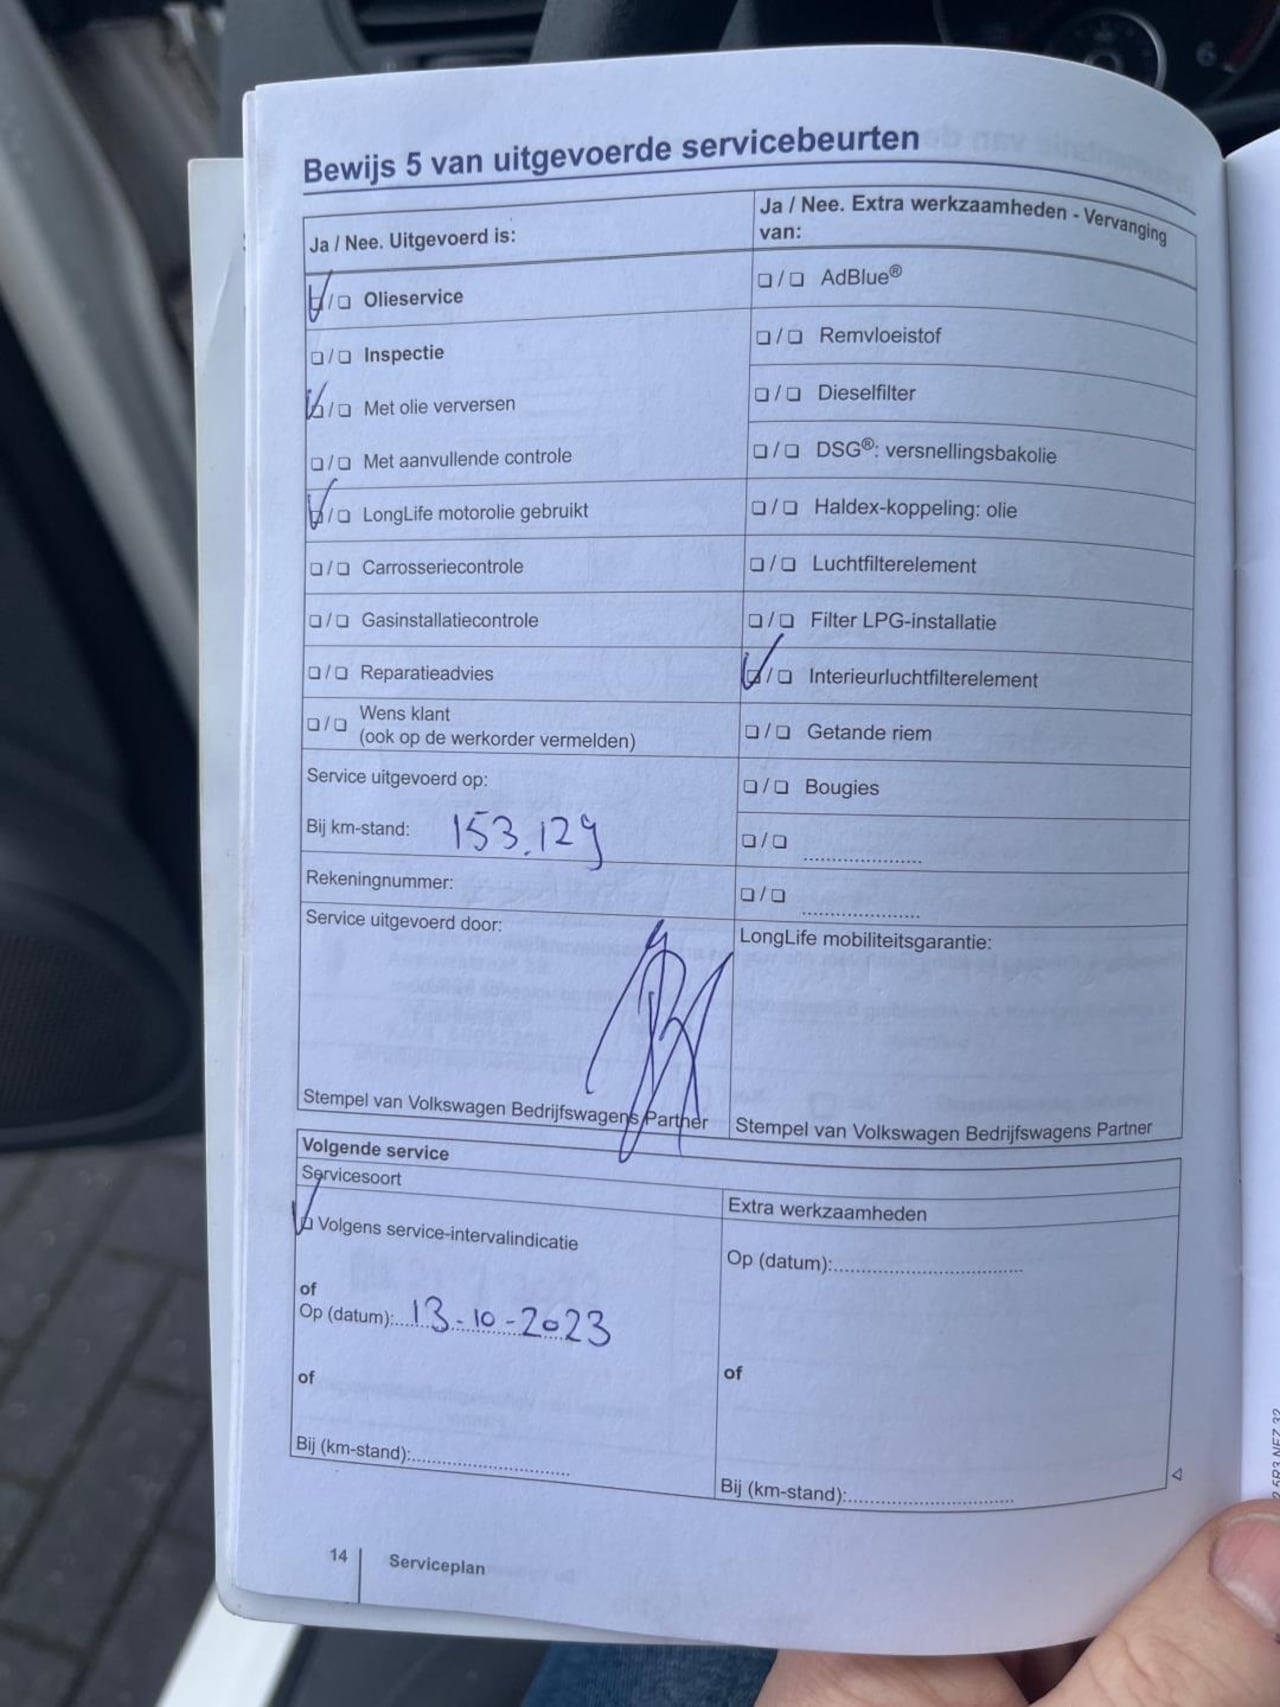 Bewijs 5 van uitgevoerde servicebeurten
Ja / Nee. Uitgevoerd is:
❑ / ❑ Olieservice
❑ / ❑ Inspectie
❑ / ❑ Met olie verversen
❑ / ❑ Met aanvullende controle
❑ / ❑ LongLife motorolie gebruikt
❑ / ❑ Carrosseriecontrole
❑ / ❑ Gasinstallatiecontrole
❑ / ❑ Reparatieadvies
❑ / ❑ Wens klant
(ook op de werkorder vermelden)
Service uitgevoerd op:
Bij km-stand: 153.129
Rekeningnummer:
Service uitgevoerd door:
Stempel van Volkswagen Bedrijfswagens Partner
Ja / Nee. Extra werkzaamheden - Vervanging
van:
❑ / ❑ AdBlue®
❑ / ❑ Remvloeistof
❑ / ❑ Dieselfilter
❑ / ❑ DSG®: versnellingsbakolie
❑ / ❑ Haldex-koppeling: olie
❑ / ❑ Luchtfilterelement
❑ / ❑ Filter LPG-installatie
❑ / ❑ Interieurluchtfilterelement
❑ / ❑ Getande riem
❑ / ❑ Bougies
❑ / ❑ ......................
❑ / ❑ ......................
LongLife mobiliteitsgarantie:
Stempel van Volkswagen Bedrijfswagens Partner
Volgende service
Servicesoort
❑ Volgens service-intervalindicatie
of
Op (datum): 13-10-2023
of
Bij (km-stand):..............................
Extra werkzaamheden
Op (datum):...................................
of
Bij (km-stand):...............................
14 Serviceplan